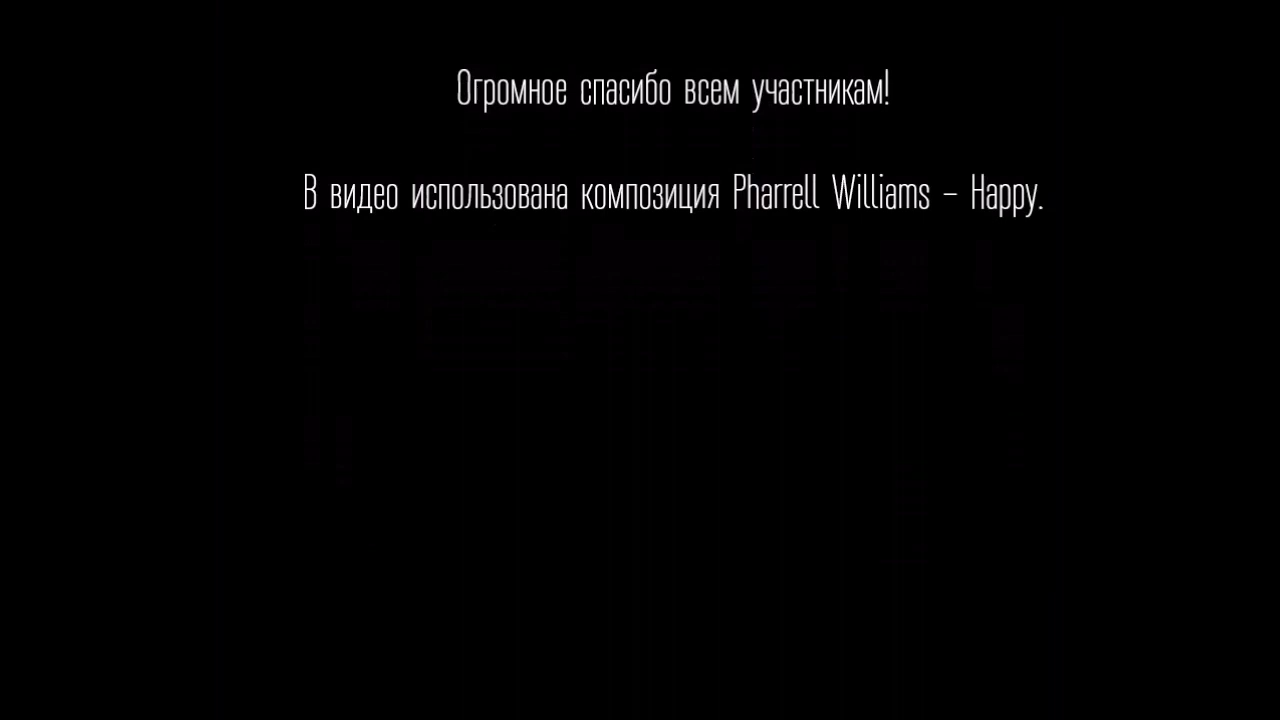 Огромное спасибо всем участникам!
В видео использована композиция Pharrell Williams – Happy.